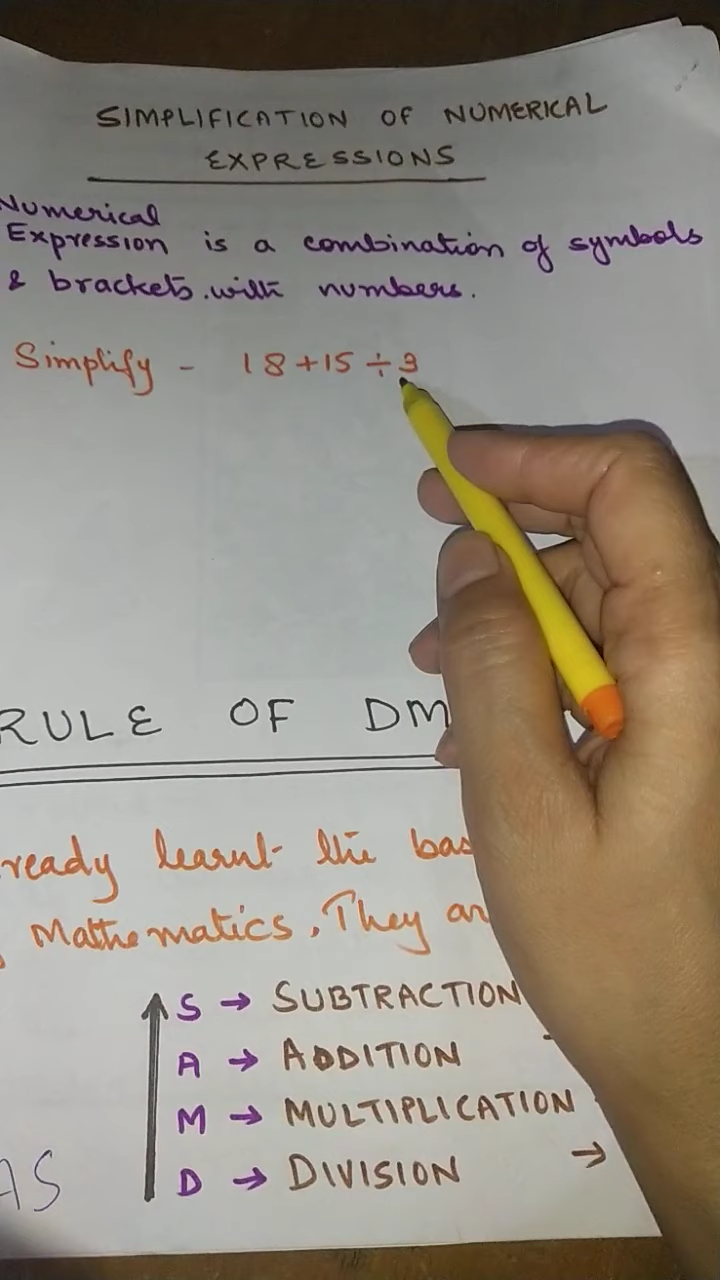 SIMPLIFICATION OF NUMERICAL
EXPRESSIONS
Numerical
Expression is a combination of symbols
& brackets with numbers.
Simplify - 18+15÷3
RULE OF DM
ready learnt the bas
Mathematics, They ar
S → SUBTRACTION
A → ADDITION
M → MULTIPLICATION
D → DIVISION →
AS